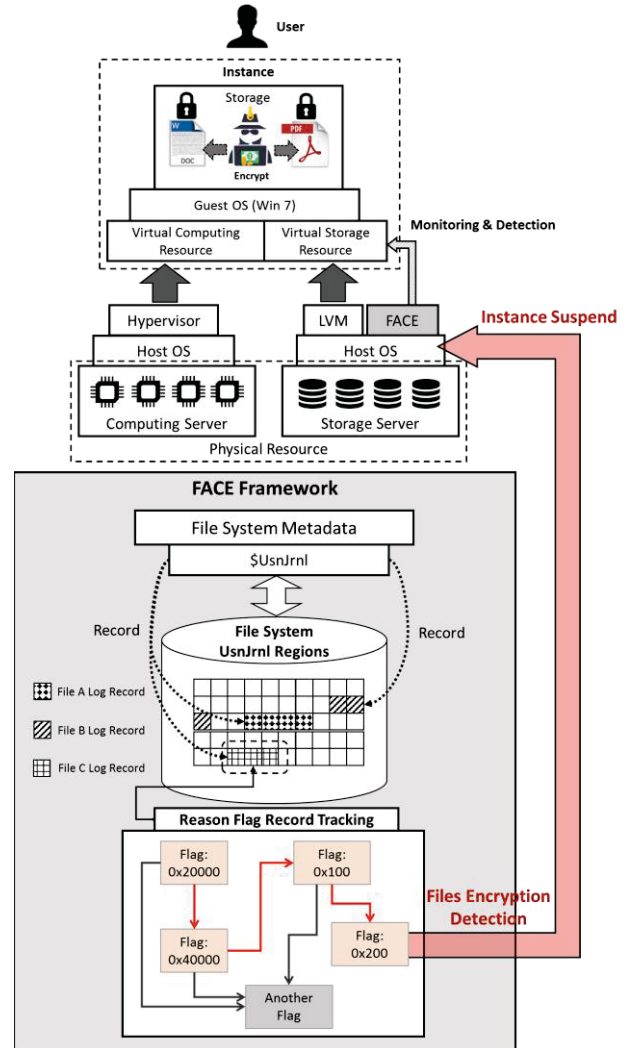 User
Instance
Storage
W
DOC
PDF
Encrypt
Guest OS (Win 7)
Virtual Computing
Resource
Virtual Storage
Resource
Monitoring & Detection
Hypervisor
LVM
FACE
Instance Suspend
Host OS
Host OS
Computing Server
Storage Server
Physical Resource
FACE Framework
File System Metadata
$UsnJrnl
Record
Record
File System
UsnJrnl Regions
File A Log Record
File B Log Record
File C Log Record
Reason Flag Record Tracking
Flag:
0x20000
Flag:
0x100
Flag:
0x40000
Flag:
0x200
Files Encryption
Detection
Another
Flag